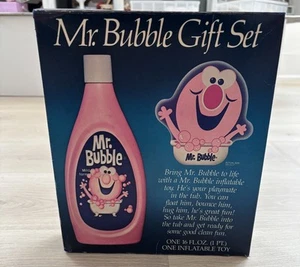 Mr. Bubble Gift Set
Mr.
Bubble
Mr. Bubble
Bring Mr. Bubble to life
with a Mr. Bubble inflatable
toy. He's your playmate
in the tub. You can
float him, bounce him,
hug him, he's great fun!
So take Mr. Bubble into
the tub and get ready for
some good clean fun.
ONE 16 FL.OZ. (1 PT.)
ONE INFLATABLE TOY